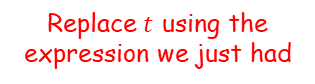 Replace t using the
expression we just had